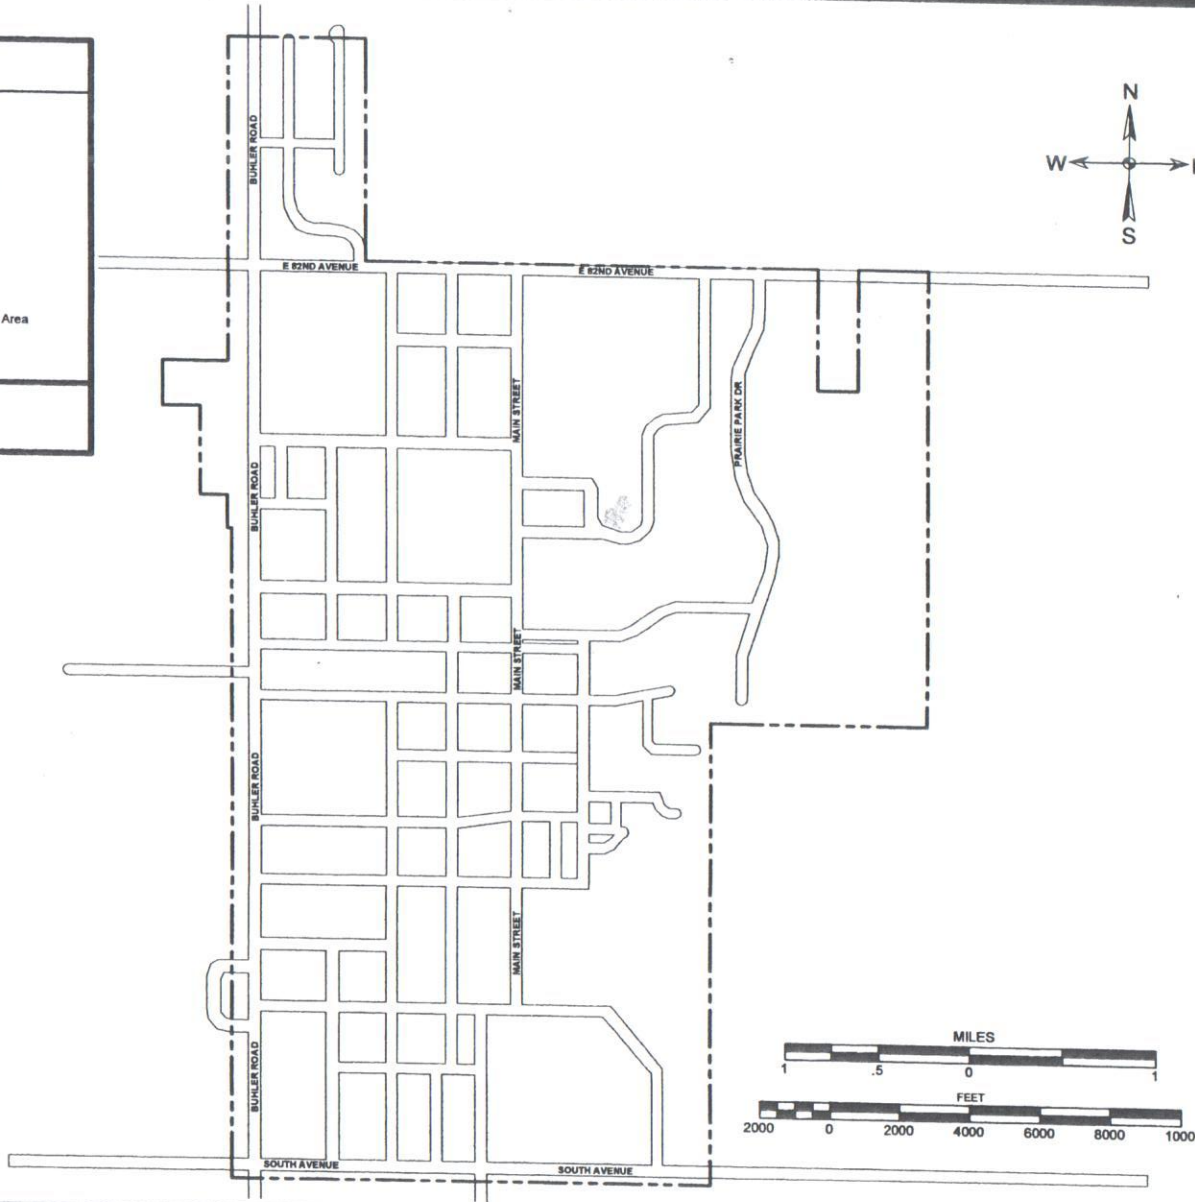 N
W
S
BUHLER ROAD
E 82ND AVENUE
E 82ND AVENUE
Area
MAIN STREET
PRAIRIE PARK DR
BUHLER ROAD
MAIN STREET
BUHLER ROAD
MAIN STREET
BUHLER ROAD
MILES
1 .5 0 1
FEET
2000 0 2000 4000 6000 8000 1000
SOUTH AVENUE
SOUTH AVENUE